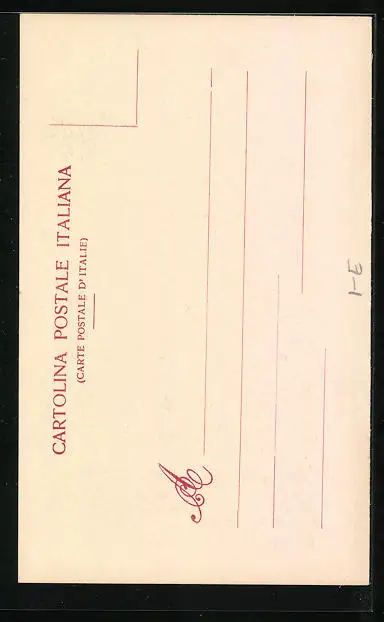 CARTOLINA POSTALE ITALIANA
(CARTE POSTALE D'ITALIE)
A
1-E